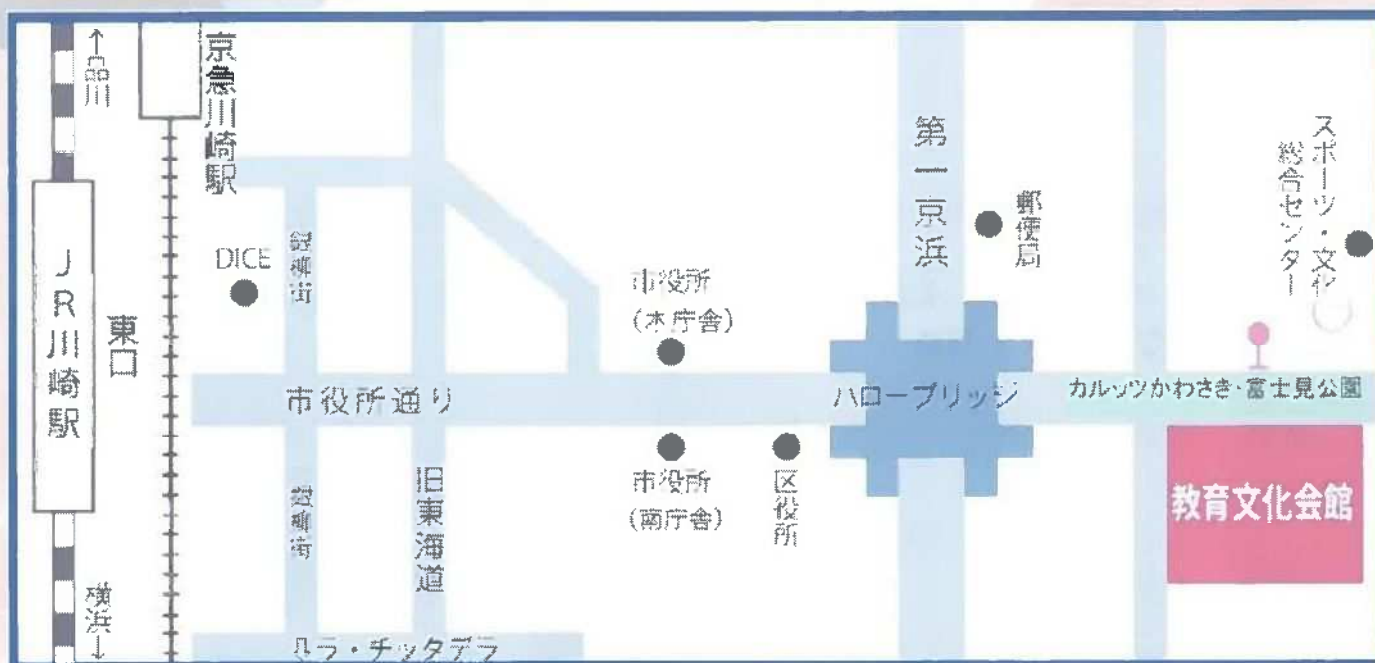 ↑品川
京急川崎駅
JR川崎駅
東口
横浜↓
DICE
銀柳街
市役所通り
銀柳街
旧東海道
ラ・チッタデラ
市役所
(本庁舎)
市役所
(南庁舎)
区役所
第一京浜
ハローブリッジ
郵便局
スポーツ・文化
総合センター
カルッツかわさき・富士見公園
教育文化会館